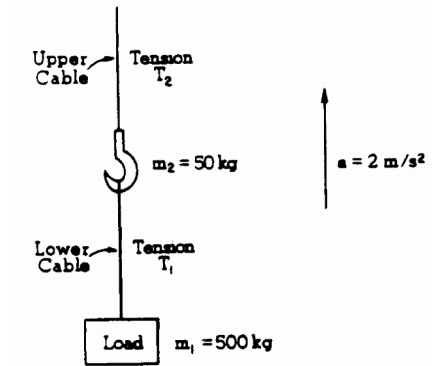 Upper Cable
Tension T₂
m₂ = 50 kg
a = 2 m/s²
Lower Cable
Tension T₁
Load
m₁ = 500 kg